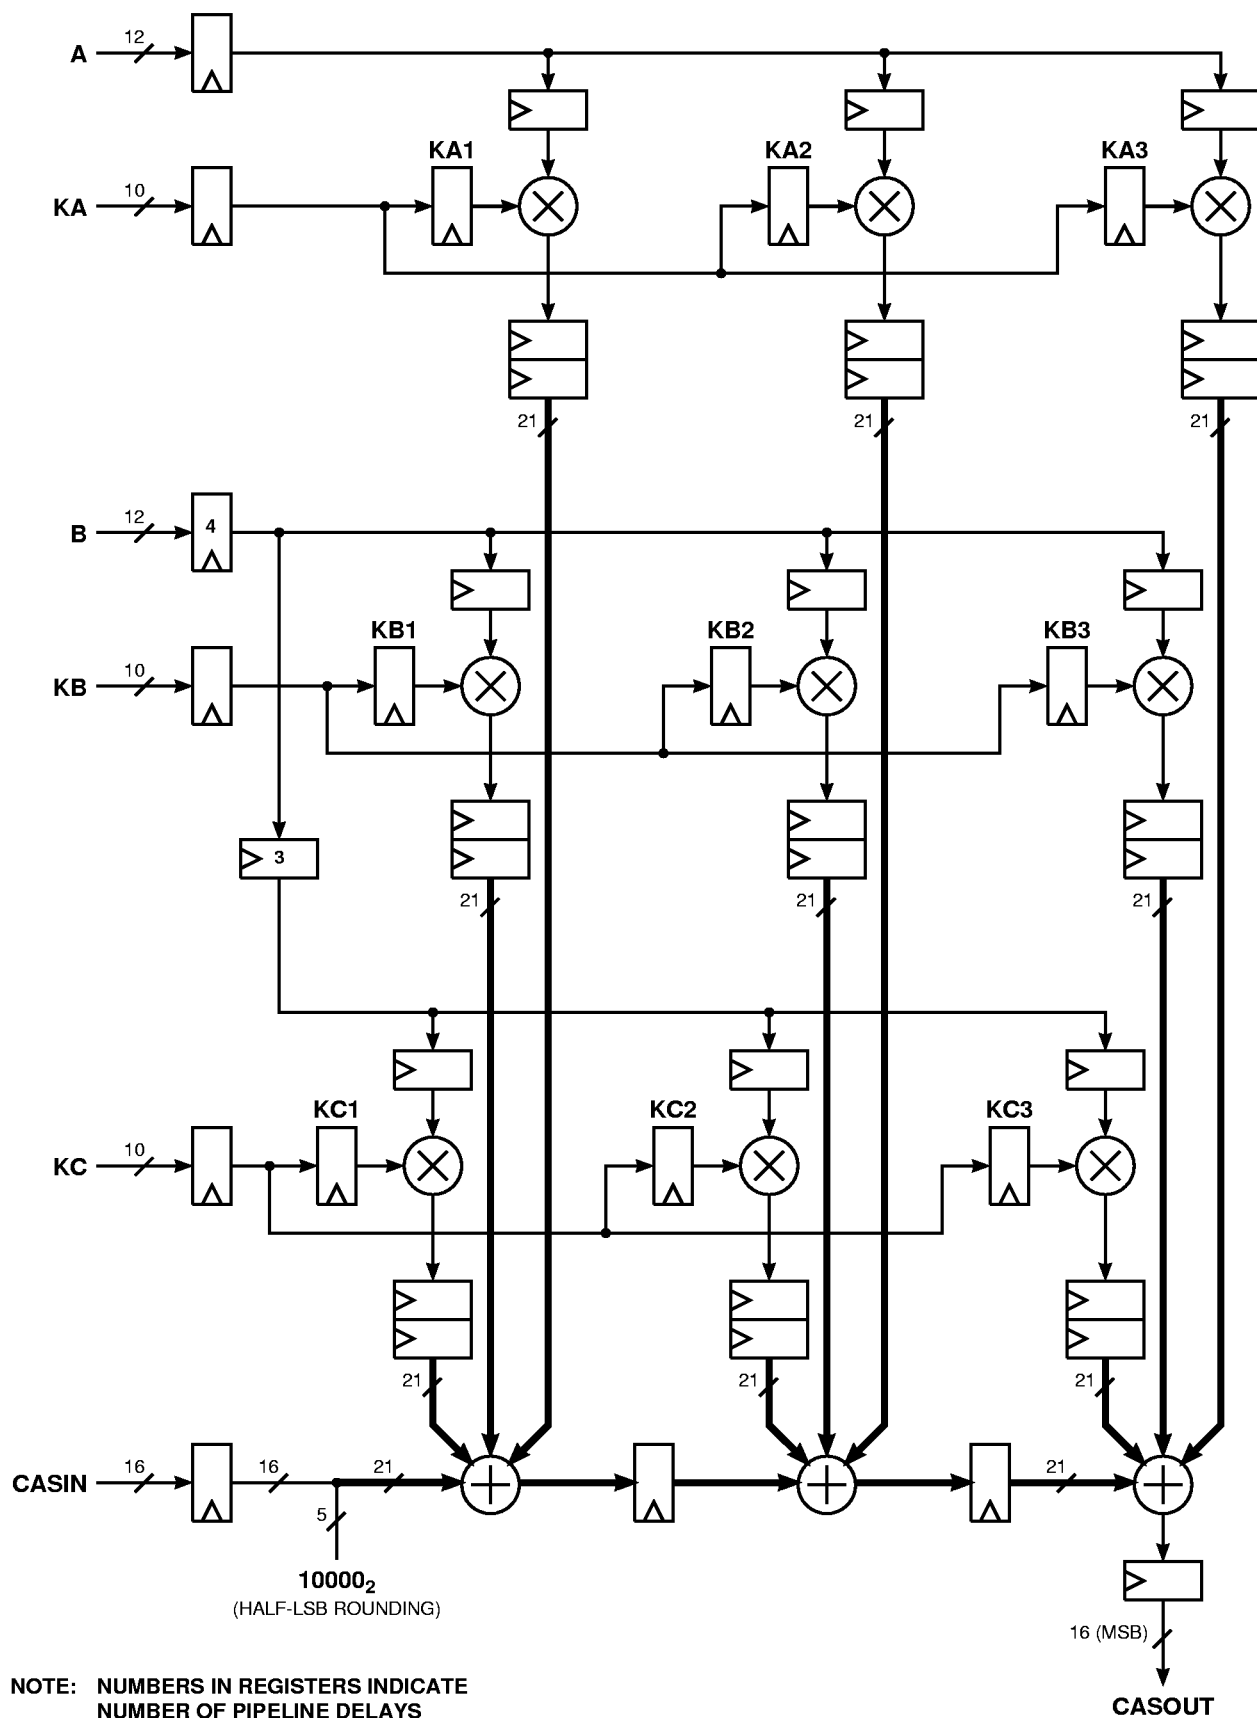 A 12
KA1 KA2 KA3
KA 10
21 21 21
B 12 4
KB1 KB2 KB3
KB 10
3
21 21 21
KC1 KC2 KC3
KC 10
21 21 21
CASIN 16 16 21 21
5
10000₂
(HALF-LSB ROUNDING)
16 (MSB)
NOTE: NUMBERS IN REGISTERS INDICATE
NUMBER OF PIPELINE DELAYS
CASOUT